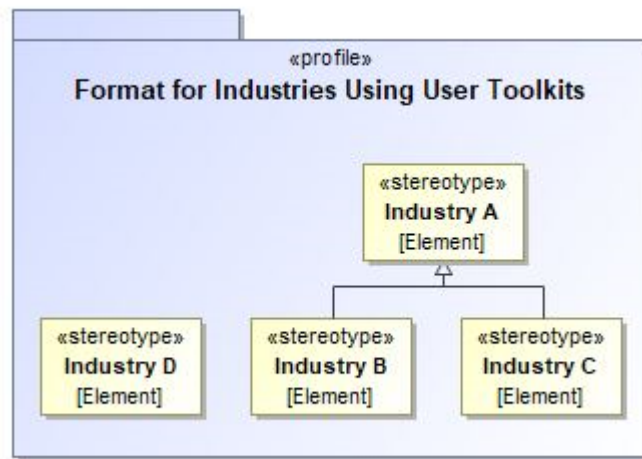 «profile»
Format for Industries Using User Toolkits
«stereotype»
Industry A
[Element]
«stereotype»
Industry D
[Element]
«stereotype»
Industry B
[Element]
«stereotype»
Industry C
[Element]